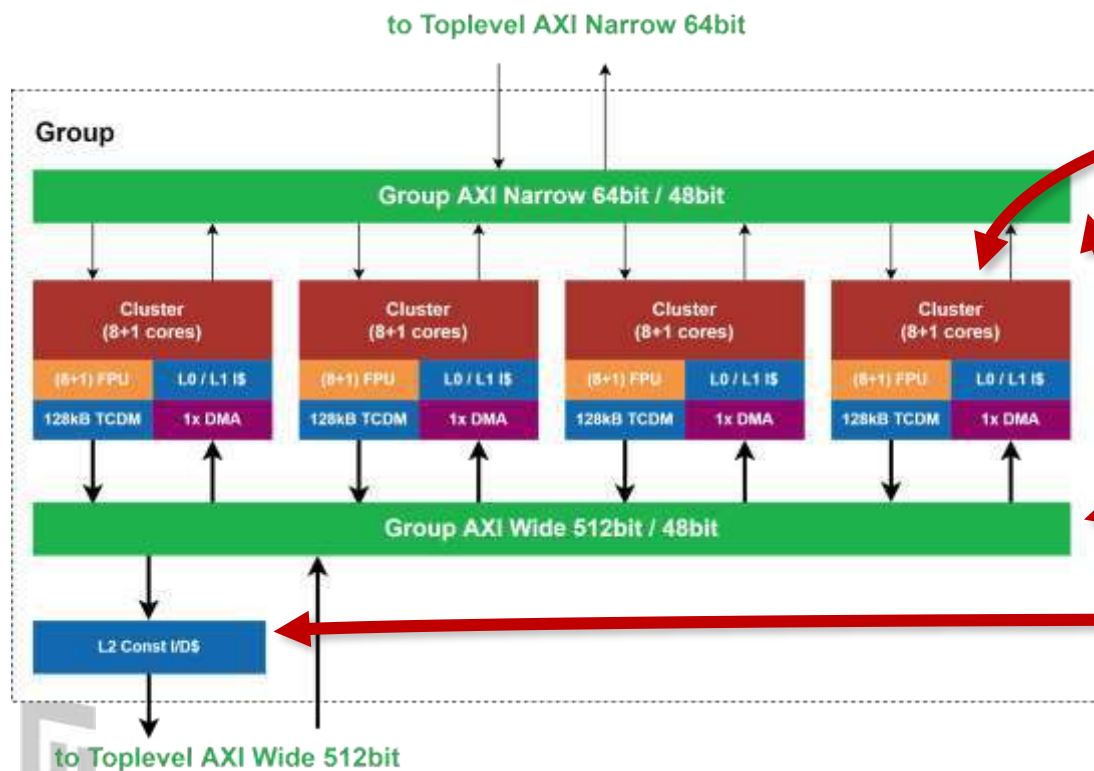 to Toplevel AXI Narrow 64bit
Group
Group AXI Narrow 64bit / 48bit
Cluster
(8+1 cores)
(8+1) FPU
L0 / L1 I$
128kB TCDM
1x DMA
Cluster
(8+1 cores)
(8+1) FPU
L0 / L1 I$
128kB TCDM
1x DMA
Cluster
(8+1 cores)
(8+1) FPU
L0 / L1 I$
128kB TCDM
1x DMA
Cluster
(8+1 cores)
(8+1) FPU
L0 / L1 I$
128kB TCDM
1x DMA
Group AXI Wide 512bit / 48bit
L2 Const I/D$
to Toplevel AXI Wide 512bit